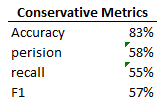 Conservative Metrics
Accuracy 83%
perision 58%
recall 55%
F1 57%